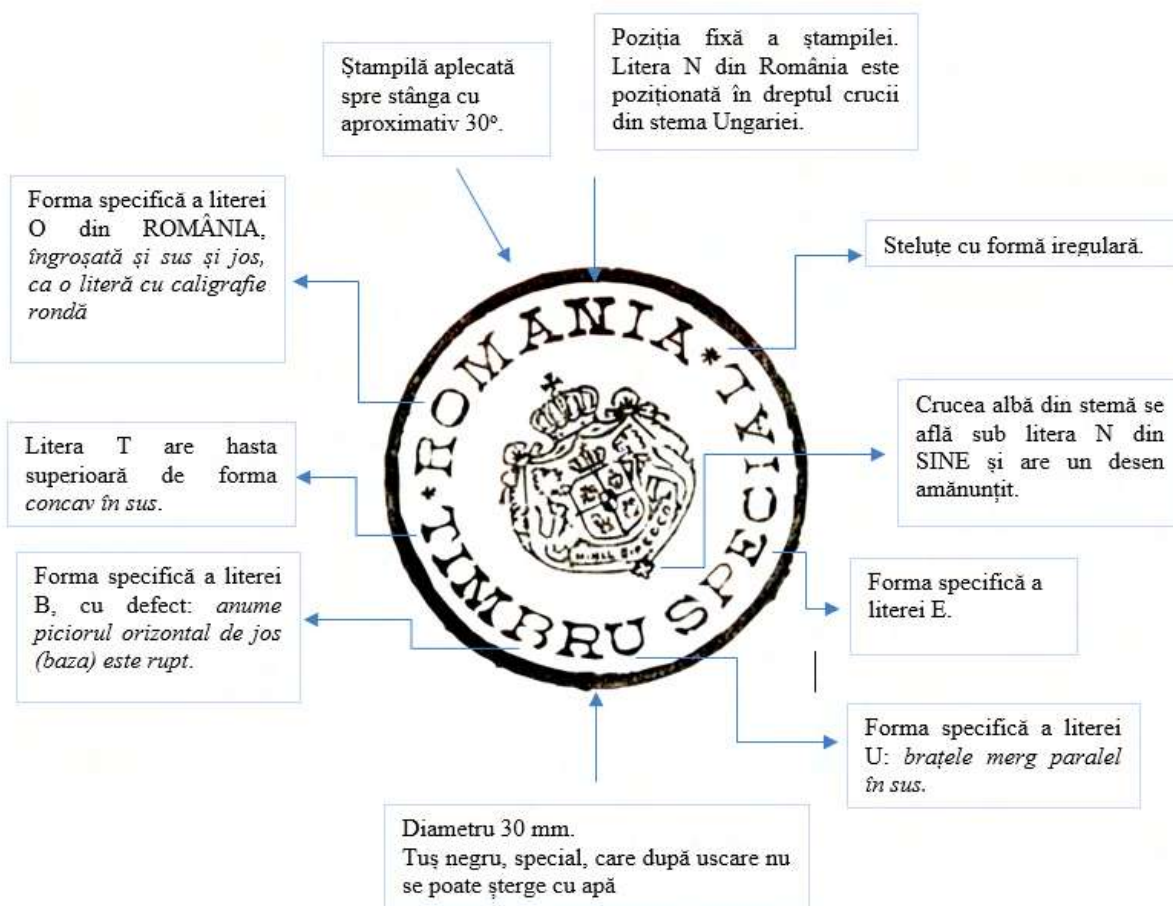 Ștampilă aplecată
spre stânga cu
aproximativ 30º.
Poziția fixă a ștampilei.
Litera N din România este
poziționată în dreptul crucii
din stema Ungariei.
Forma specifică a literei
O din ROMÂNIA,
îngroșată și sus și jos,
ca o literă cu caligrafie
rondă
Steluțe cu formă iregulară.
Litera T are hasta
superioară de forma
concav în sus.
Crucea albă din stemă se
află sub litera N din
SINE și are un desen
amănunțit.
Forma specifică a literei
B, cu defect: anume
piciorul orizontal de jos
(baza) este rupt.
Forma specifică a
literei E.
Forma specifică a literei
U: brațele merg paralel
în sus.
Diametru 30 mm.
Tuș negru, special, care după uscare nu
se poate șterge cu apă
*ROMANIA*
TIMBRU SPECIAL